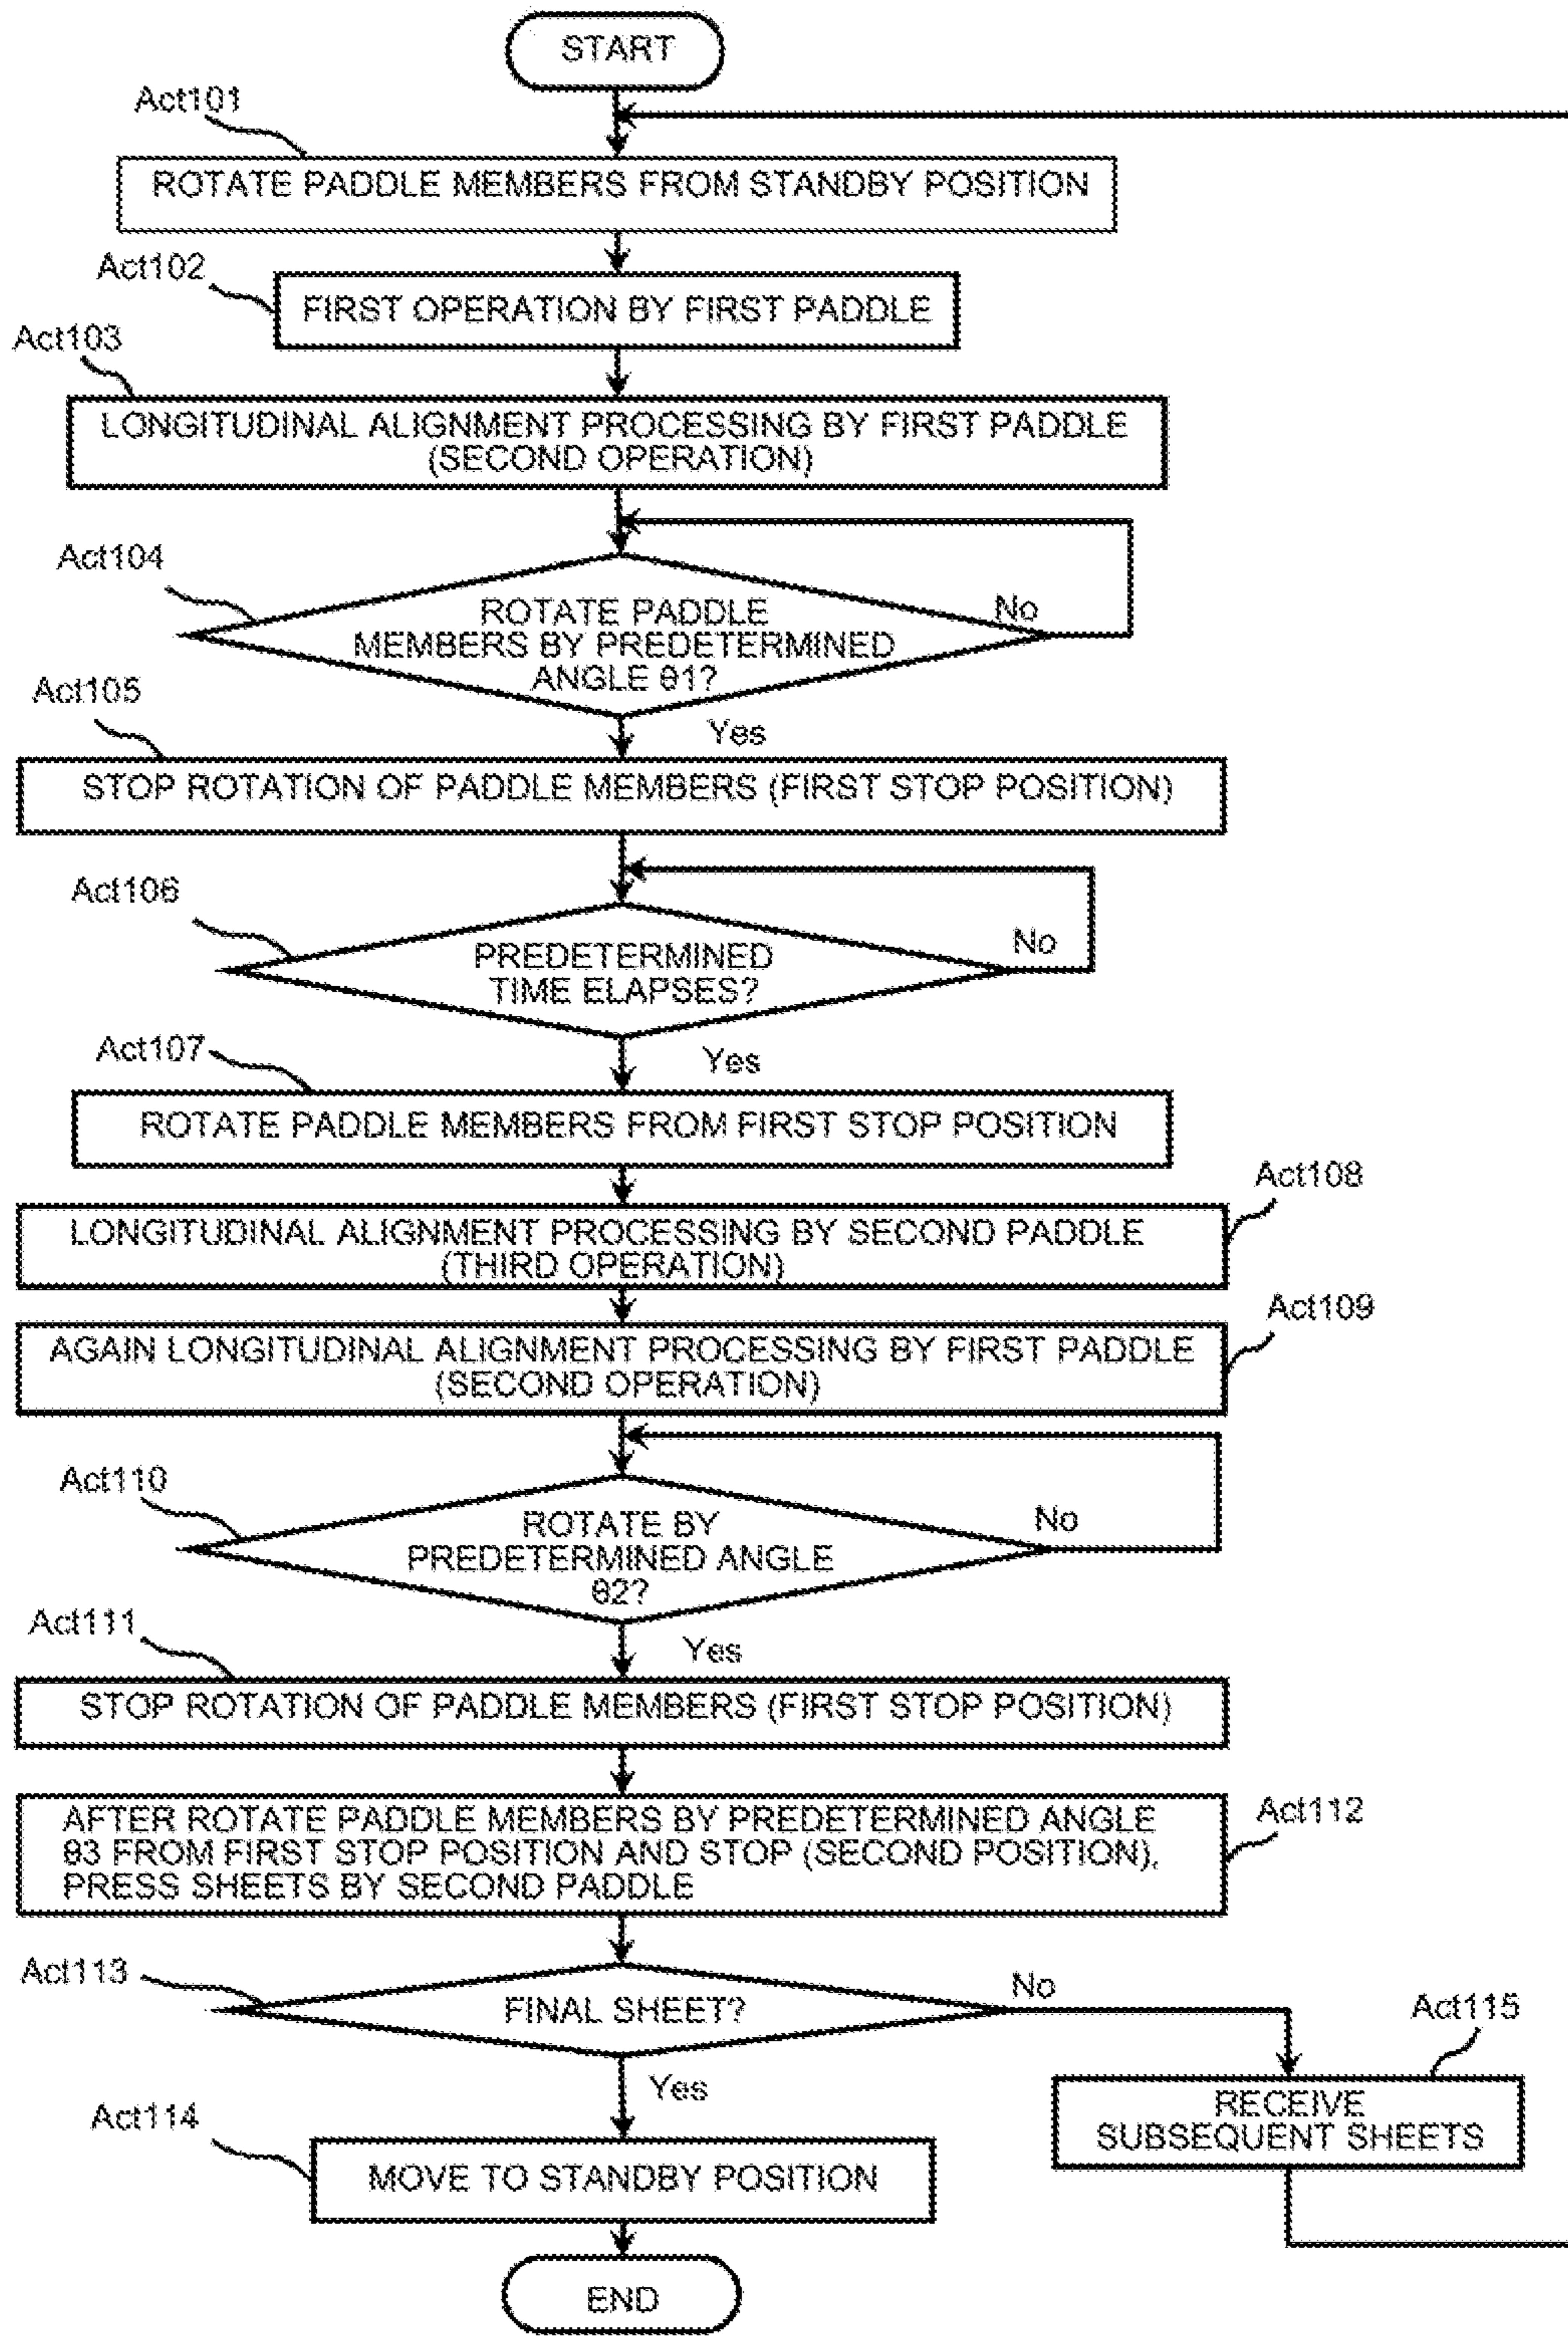 START
Act101
ROTATE PADDLE MEMBERS FROM STANDBY POSITION
Act102
FIRST OPERATION BY FIRST PADDLE
Act103
LONGITUDINAL ALIGNMENT PROCESSING BY FIRST PADDLE
(SECOND OPERATION)
Act104
ROTATE PADDLE
MEMBERS BY PREDETERMINED
ANGLE θ1?
No
Yes
Act105
STOP ROTATION OF PADDLE MEMBERS (FIRST STOP POSITION)
Act106
PREDETERMINED
TIME ELAPSES?
No
Yes
Act107
ROTATE PADDLE MEMBERS FROM FIRST STOP POSITION
Act108
LONGITUDINAL ALIGNMENT PROCESSING BY SECOND PADDLE
(THIRD OPERATION)
Act109
AGAIN LONGITUDINAL ALIGNMENT PROCESSING BY FIRST PADDLE
(SECOND OPERATION)
Act110
ROTATE BY
PREDETERMINED ANGLE
θ2?
No
Yes
Act111
STOP ROTATION OF PADDLE MEMBERS (FIRST STOP POSITION)
Act112
AFTER ROTATE PADDLE MEMBERS BY PREDETERMINED ANGLE
θ3 FROM FIRST STOP POSITION AND STOP (SECOND POSITION),
PRESS SHEETS BY SECOND PADDLE
Act113
FINAL SHEET?
No
Yes
Act115
RECEIVE
SUBSEQUENT SHEETS
Act114
MOVE TO STANDBY POSITION
END